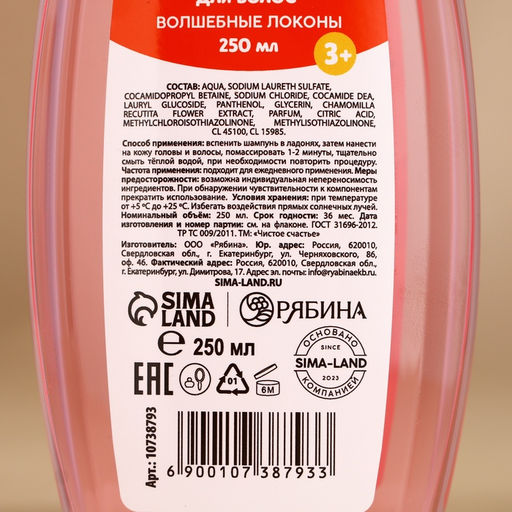 ДЛЯ ВОЛОС
ВОЛШЕБНЫЕ ЛОКОНЫ
250 мл
3+
СОСТАВ: AQUA, SODIUM LAURETH SULFATE,
COCAMIDOPROPYL BETAINE, SODIUM CHLORIDE, COCAMIDE DEA,
LAURYL GLUCOSIDE, PANTHENOL, GLYCERIN, CHAMOMILLA
RECUTITA FLOWER EXTRACT, PARFUM, CITRIC ACID,
METHYLCHLOROISOTHIAZOLINONE, METHYLISOTHIAZOLINONE,
CL 45100, CL 15985.
Способ применения: вспенить шампунь в ладонях, затем нанести
на кожу головы и волосы, помассировать 1-2 минуты, тщательно
смыть тёплой водой, при необходимости повторить процедуру.
Частота применения: подходит для ежедневного применения. Меры
предосторожности: возможна индивидуальная непереносимость
ингредиентов. При обнаружении чувствительности к компонентам
прекратить использование. Условия хранения: при температуре
от +5 °С до +25 °С. Избегать воздействия прямых солнечных лучей.
Номинальный объём: 250 мл. Срок годности: 36 мес. Дата
изготовления и номер партии: см. на флаконе. ГОСТ 31696-2012.
ТР ТС 009/2011. ТМ: «Чистое счастье»
Изготовитель: ООО «Рябина». Юр. адрес: Россия, 620010,
Свердловская обл., г. Екатеринбург, ул. Черняховского, 86,
оф. 46. Фактический адрес: Россия, 620010, Свердловская обл.,
г. Екатеринбург, ул. Димитрова, 17. Адрес эл. почты: info@ryabinaekb.ru.
SIMA-LAND.RU
SIMA LAND
РЯБИНА
е 250 мл
ОСНОВАНО
SINCE
SIMA-LAND
2023
КОМПАНИЕЙ
EAC
01
6М
Арт.: 10738793
6 900107 387933